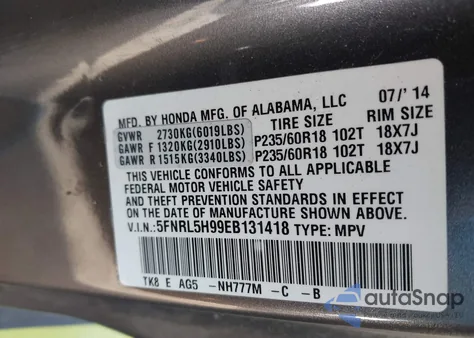 MFD. BY HONDA MFG. OF ALABAMA, LLC 07/'14
TIRE SIZE RIM SIZE
GVWR 2730KG(6019LBS)
GAWR F 1320KG(2910LBS) P235/60R18 102T 18X7J
GAWR R 1515KG(3340LBS) P235/60R18 102T 18X7J
THIS VEHICLE CONFORMS TO ALL APPLICABLE
FEDERAL MOTOR VEHICLE SAFETY
AND THEFT PREVENTION STANDARDS IN EFFECT
ON THE DATE OF MANUFACTURE SHOWN ABOVE.
V.I.N.:5FNRL5H99EB131418 TYPE: MPV
TK8 E AG5 -NH777M -C -B
autoSnap